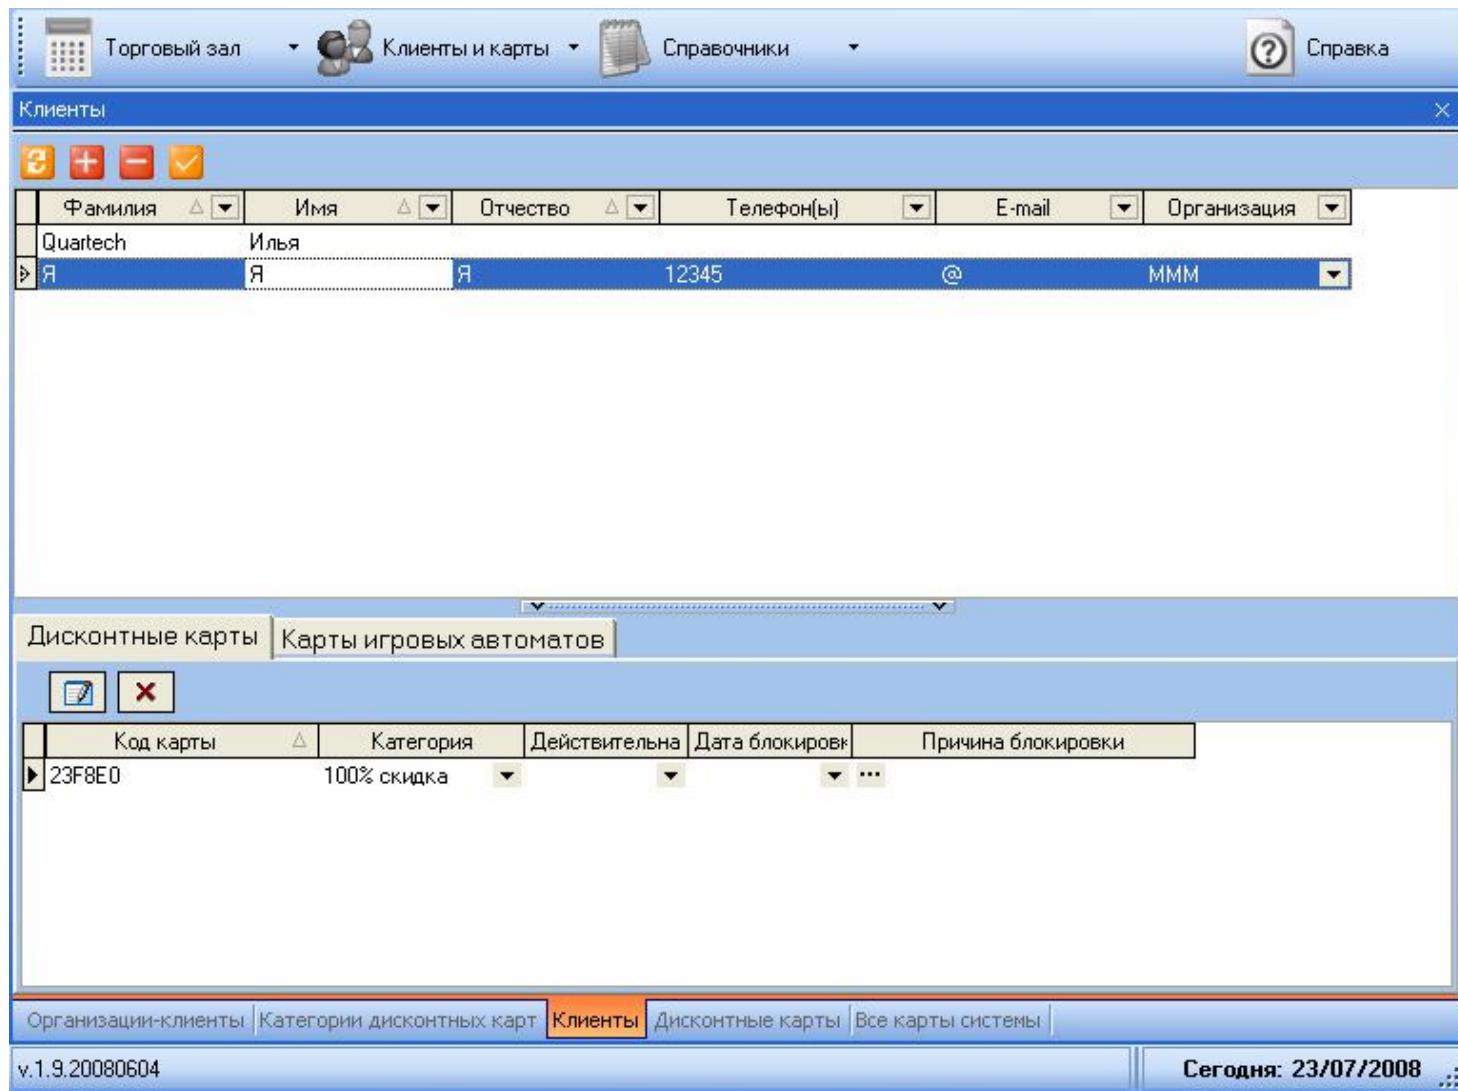 Торговый зал Клиенты и карты Справочники Справка
Клиенты
Фамилия Имя Отчество Телефон(ы) E-mail Организация
Quartech Илья
Я Я Я 12345 @ МММ
Дисконтные карты Карты игровых автоматов
Код карты Категория Действительна Дата блокировк Причина блокировки
23F8E0 100% скидка ...
Организации-клиенты Категории дисконтных карт Клиенты Дисконтные карты Все карты системы
v.1.9.20080604 Сегодня: 23/07/2008